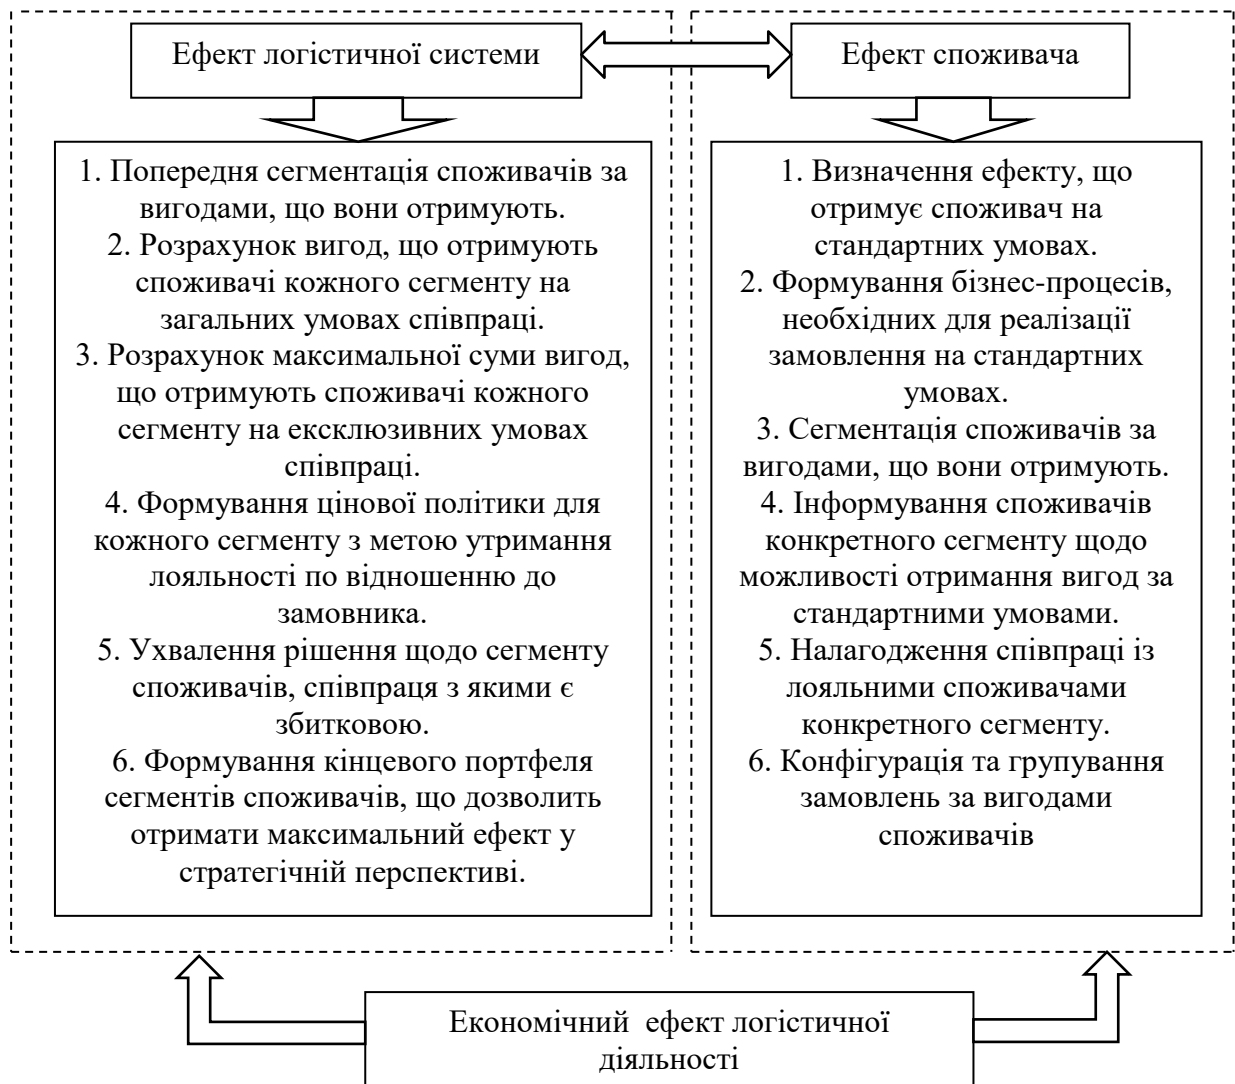 Ефект логістичної системи
Ефект споживача
1. Попередня сегментація споживачів за
вигодами, що вони отримують.
2. Розрахунок вигод, що отримують
споживачі кожного сегменту на
загальних умовах співпраці.
3. Розрахунок максимальної суми вигод,
що отримують споживачі кожного
сегменту на ексклюзивних умовах
співпраці.
4. Формування цінової політики для
кожного сегменту з метою утримання
лояльності по відношенню до
замовника.
5. Ухвалення рішення щодо сегменту
споживачів, співпраця з якими є
збитковою.
6. Формування кінцевого портфеля
сегментів споживачів, що дозволить
отримати максимальний ефект у
стратегічній перспективі.
1. Визначення ефекту, що
отримує споживач на
стандартних умовах.
2. Формування бізнес-процесів,
необхідних для реалізації
замовлення на стандартних
умовах.
3. Сегментація споживачів за
вигодами, що вони отримують.
4. Інформування споживачів
конкретного сегменту щодо
можливості отримання вигод за
стандартними умовами.
5. Налагодження співпраці із
лояльними споживачами
конкретного сегменту.
6. Конфігурація та групування
замовлень за вигодами
споживачів
Економічний ефект логістичної
діяльності